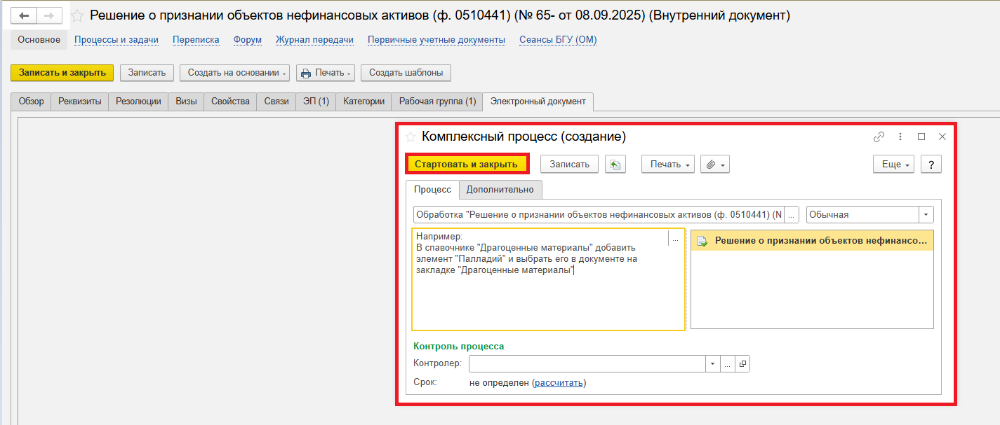 Решение о признании объектов нефинансовых активов (ф. 0510441) (№ 65- от 08.09.2025) (Внутренний документ)
Основное Процессы и задачи Переписка Форум Журнал передачи Первичные учетные документы Сеансы БГУ (ОМ)
Записать и закрыть Записать Создать на основании Печать Создать шаблоны
Обзор Реквизиты Резолюции Визы Свойства Связи ЭП (1) Категории Рабочая группа (1) Электронный документ
Комплексный процесс (создание)
Стартовать и закрыть Записать Печать Еще ?
Процесс Дополнительно
Обработка "Решение о признании объектов нефинансовых активов (ф. 0510441) (N ... Обычная
Например: ...
В спавочнике "Драгоценные материалы" добавить
элемент "Палладий" и выбрать его в документе на
закладке "Драгоценные материалы"
Решение о признании объектов нефинансо...
Контроль процесса
Контролер: ...
Срок: не определен (рассчитать)